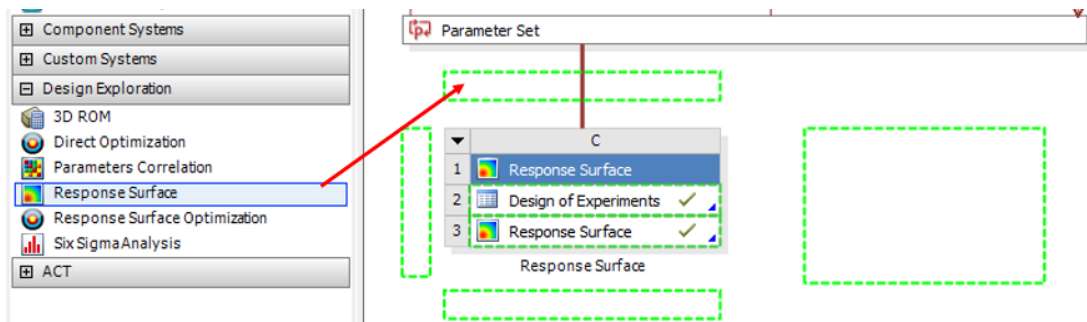 Component Systems
Custom Systems
Design Exploration
3D ROM
Direct Optimization
Parameters Correlation
Response Surface
Response Surface Optimization
Six Sigma Analysis
ACT
Parameter Set
C
1 Response Surface
2 Design of Experiments
3 Response Surface
Response Surface